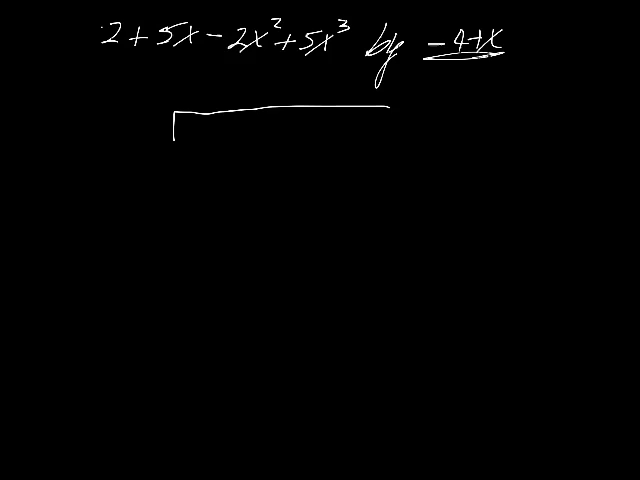 2 + 5x - 2x² + 5x³ by -4+x